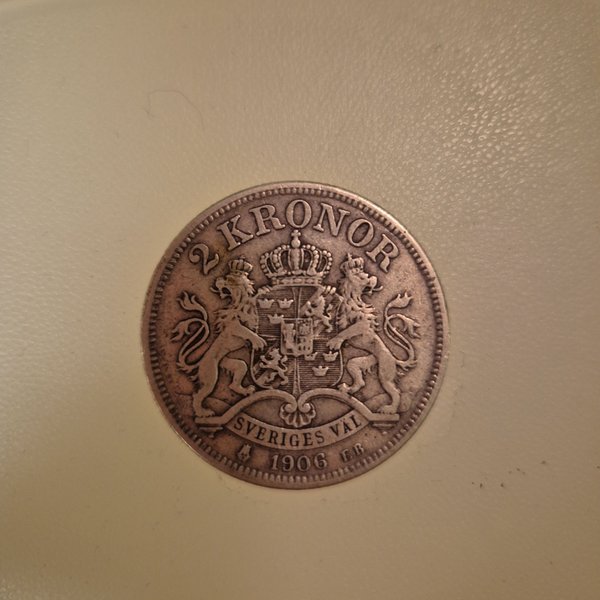 2 KRONOR
SVERIGES VÄL
1906 E.B.